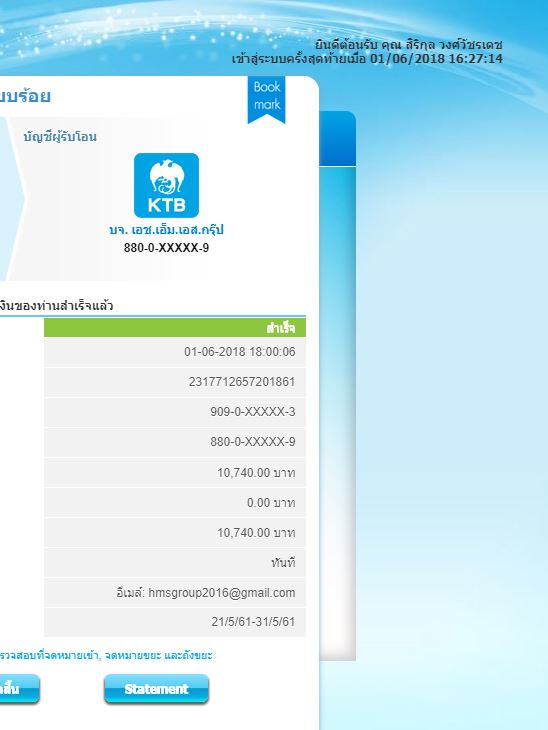 ยินดีต้อนรับ คุณ สิริกุล วงศ์วัชรเดช
เข้าสู่ระบบครั้งสุดท้ายเมื่อ 01/06/2018 16:27:14
Book
mark
บัญชีผู้รับโอน
KTB
บจ. เอช.เอ็ม.เอส.กรุ๊ป
880-0-XXXXX-9
งินของท่านสำเร็จแล้ว
สำเร็จ
01-06-2018 18:00:06
2317712657201861
909-0-XXXXX-3
880-0-XXXXX-9
10,740.00 บาท
0.00 บาท
10,740.00 บาท
ทันที
อีเมล์: hmsgroup2016@gmail.com
21/5/61-31/5/61
รวจสอบที่จดหมายเข้า, จดหมายขยะ และถังขยะ
Statement